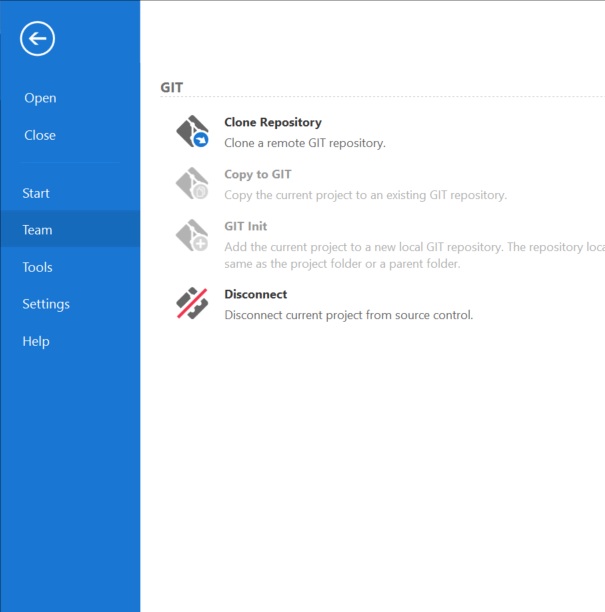 Open
Close
Start
Team
Tools
Settings
Help
GIT
Clone Repository
Clone a remote GIT repository.
Copy to GIT
Copy the current project to an existing GIT repository.
GIT Init
Add the current project to a new local GIT repository. The repository loca
same as the project folder or a parent folder.
Disconnect
Disconnect current project from source control.